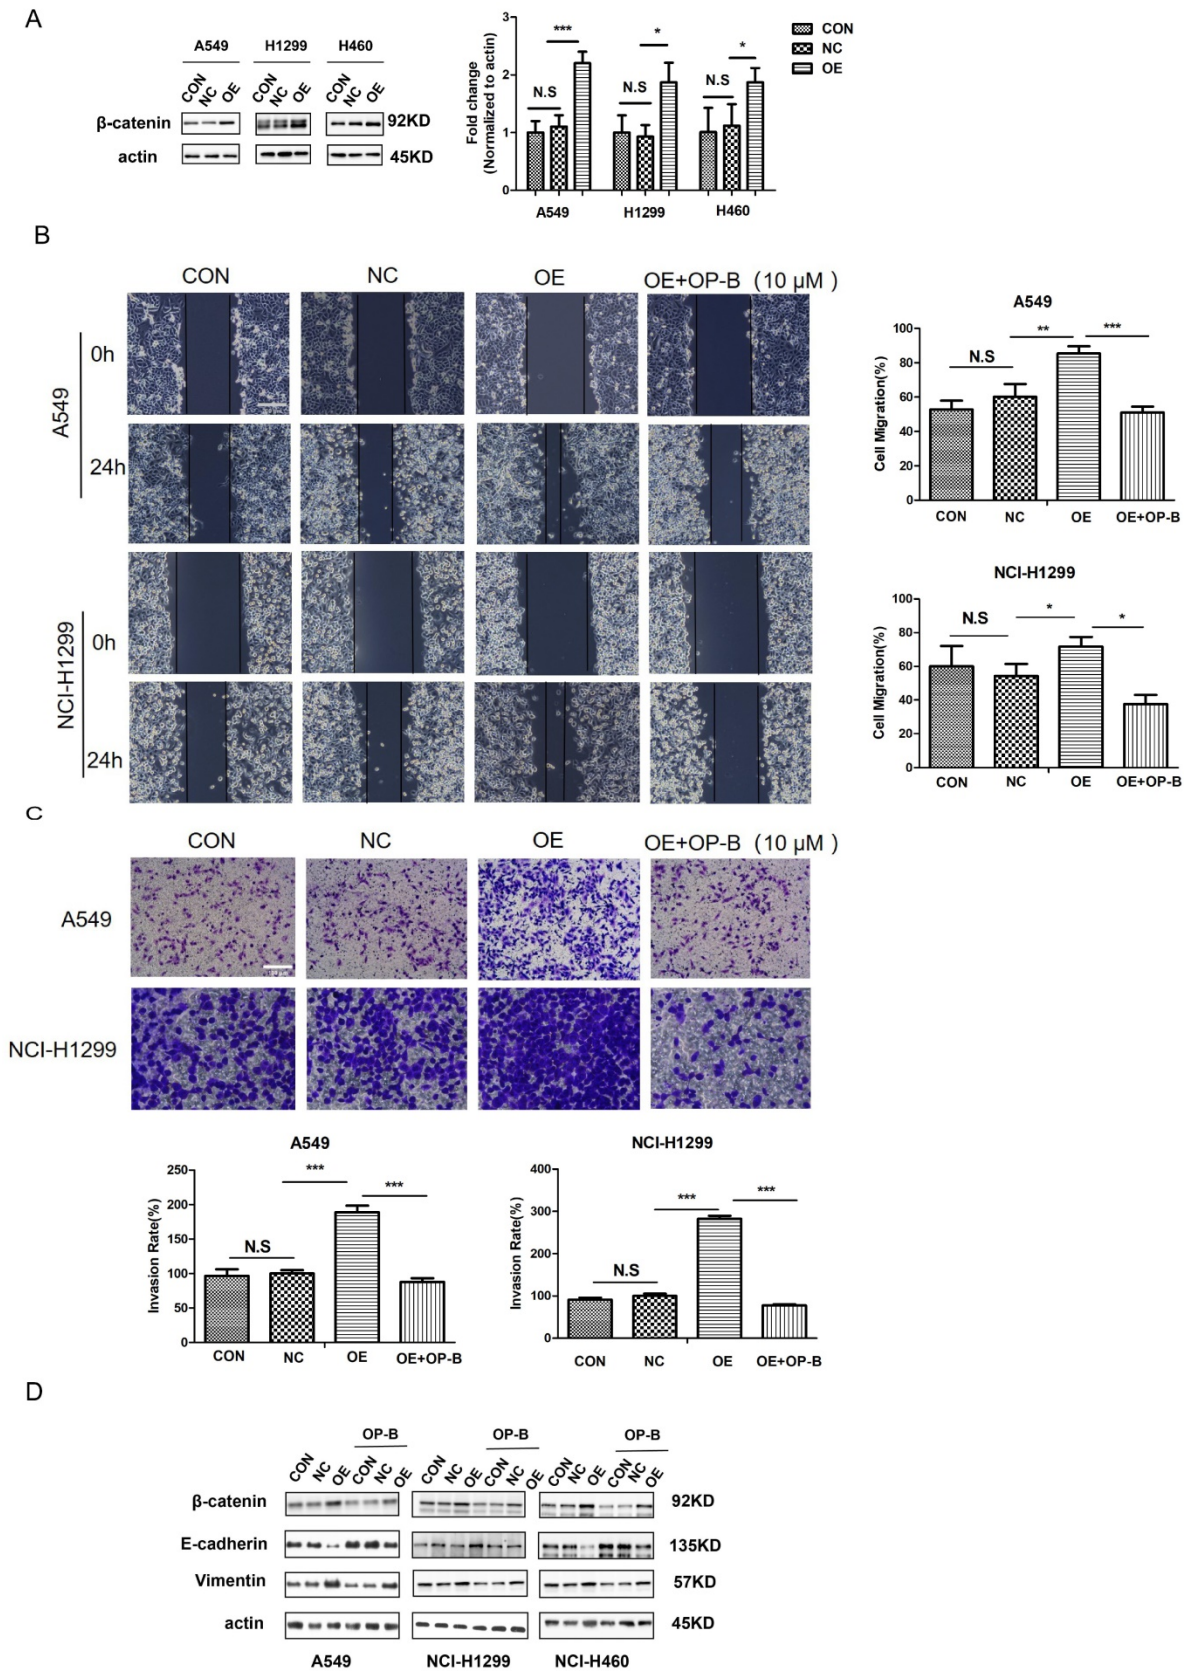 A
A549 H1299 H460
CON NC OE CON NC OE CON NC OE
β-catenin 92KD
actin 45KD
Fold change
(Normalized to actin)
3
2
1
0
N.S *** N.S * N.S *
A549 H1299 H460
CON
NC
OE
B
CON NC OE OE+OP-B (10 μM)
A549
0h
24h
NCI-H1299
0h
24h
A549
Cell Migration(%)
100
80
60
40
20
0
N.S ** ***
CON NC OE OE+OP-B
NCI-H1299
Cell Migration(%)
100
80
60
40
20
0
N.S * *
CON NC OE OE+OP-B
C
CON NC OE OE+OP-B (10 μM)
A549
NCI-H1299
A549
Invasion Rate(%)
250
200
150
100
50
0
N.S *** ***
CON NC OE OE+OP-B
NCI-H1299
Invasion Rate(%)
400
300
200
100
0
N.S *** ***
CON NC OE OE+OP-B
D
OP-B OP-B OP-B
CON NC OE CON NC OE CON NC OE CON NC OE CON NC OE CON NC OE
β-catenin 92KD
E-cadherin 135KD
Vimentin 57KD
actin 45KD
A549 NCI-H1299 NCI-H460